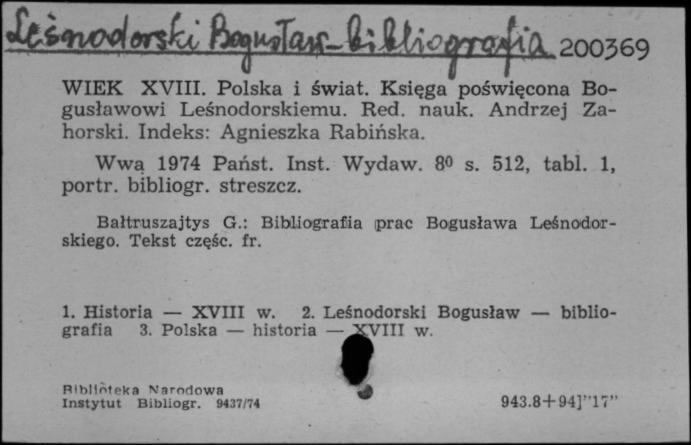 Leśnodorski Bogusław - bibliografia 200369
WIEK XVIII. Polska i świat. Księga poświęcona Bo-
gusławowi Leśnodorskiemu. Red. nauk. Andrzej Za-
horski. Indeks: Agnieszka Rabińska.
Wwa 1974 Państ. Inst. Wydaw. 8⁰ s. 512, tabl. 1,
portr. bibliogr. streszcz.
Bałtruszajtys G.: Bibliografia prac Bogusława Leśnodor-
skiego. Tekst częśc. fr.
1. Historia — XVIII w. 2. Leśnodorski Bogusław — biblio-
grafia 3. Polska — historia — XVIII w.
Biblioteka Narodowa
Instytut Bibliogr. 9437/74 943.8+94]"17"